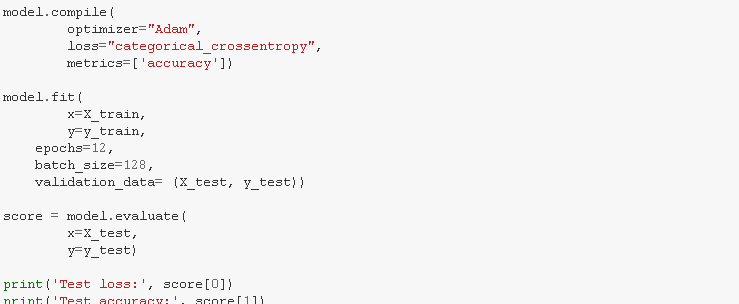 model.compile(
        optimizer="Adam",
        loss="categorical_crossentropy",
        metrics=['accuracy'])

model.fit(
        x=X_train,
        y=y_train,
    epochs=12,
    batch_size=128,
    validation_data= (X_test, y_test))

score = model.evaluate(
        x=X_test,
        y=y_test)

print('Test loss:', score[0])
print('Test accuracy:', score[1])